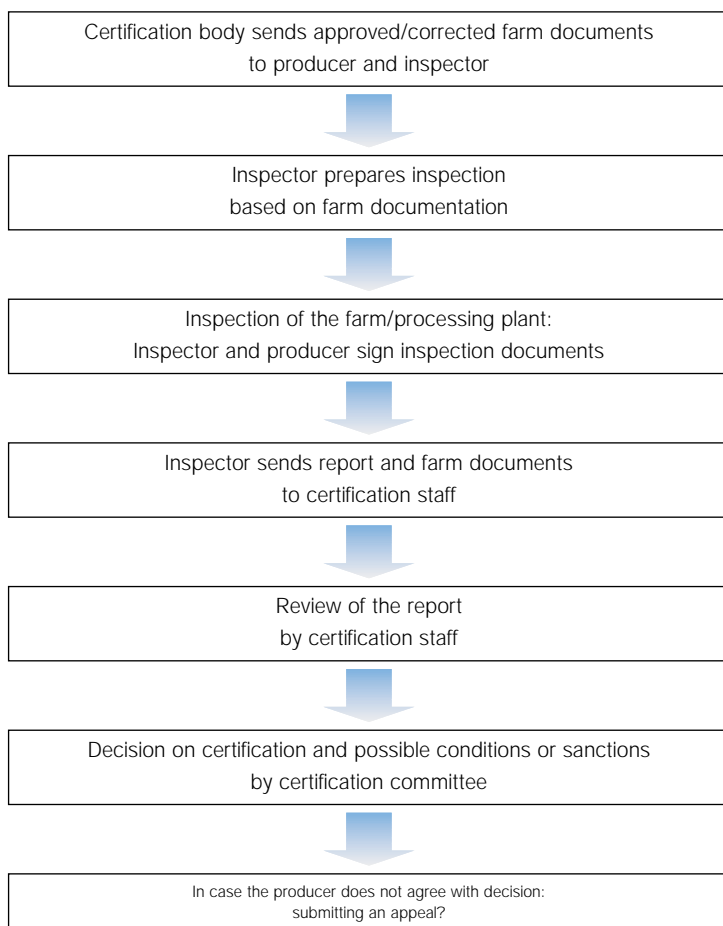 Certification body sends approved/corrected farm documents
to producer and inspector
Inspector prepares inspection
based on farm documentation
Inspection of the farm/processing plant:
Inspector and producer sign inspection documents
Inspector sends report and farm documents
to certification staff
Review of the report
by certification staff
Decision on certification and possible conditions or sanctions
by certification committee
In case the producer does not agree with decision:
submitting an appeal?